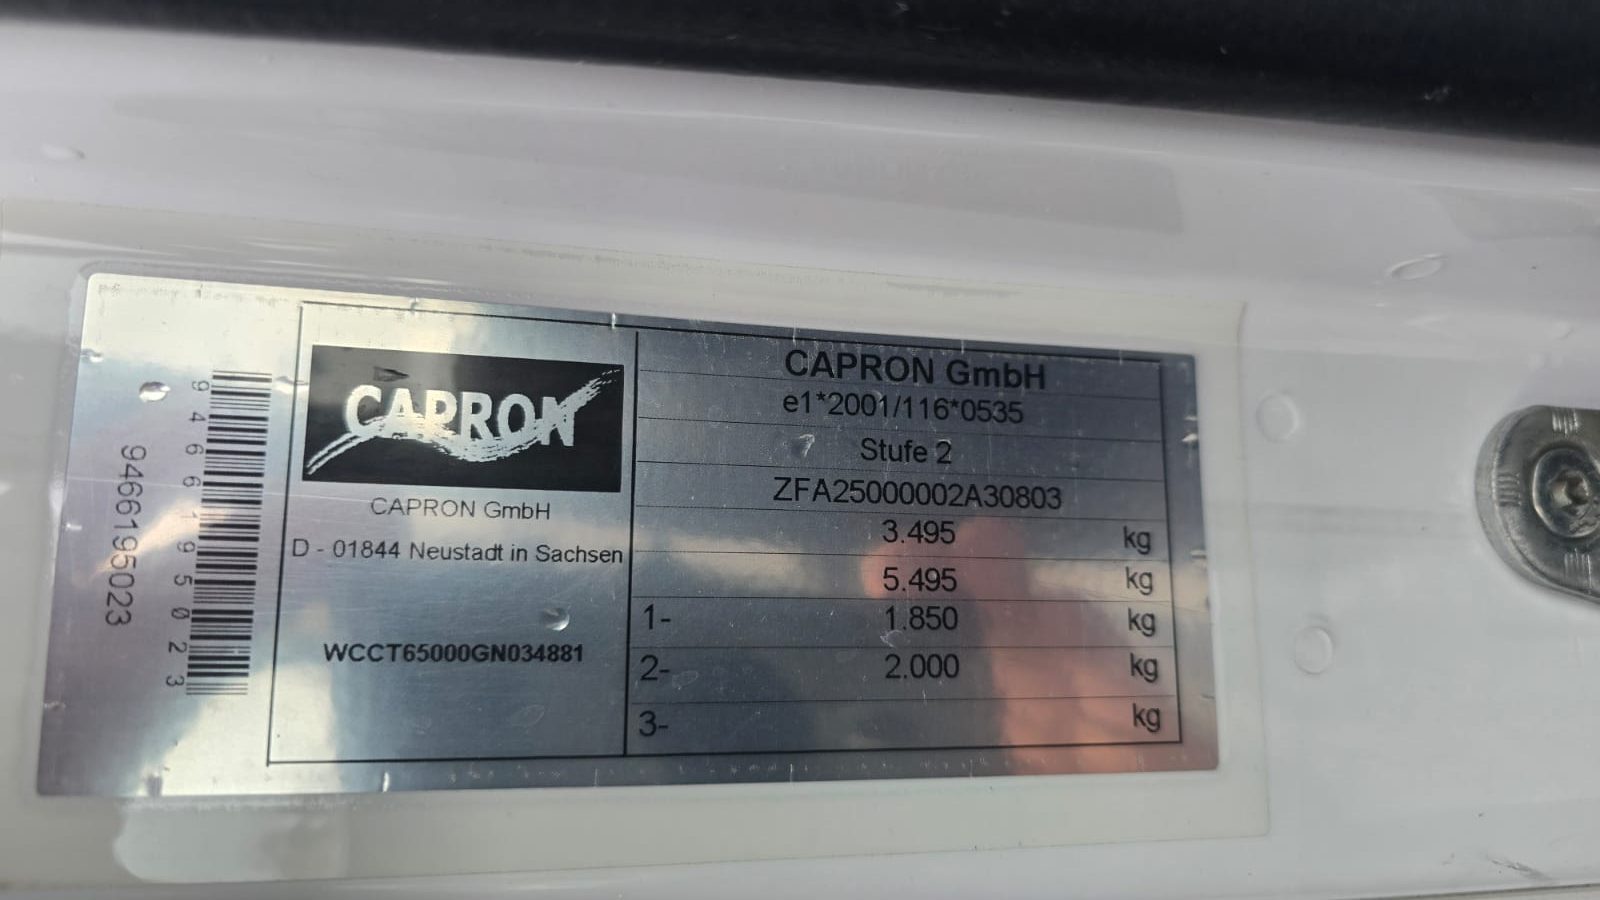 9466195023
9466195023
CAPRON
CAPRON GmbH
D - 01844 Neustadt in Sachsen
WCCT65000GN034881
CAPRON GmbH
e1*2001/116*0535
Stufe 2
ZFA25000002A30803
3.495 kg
5.495 kg
1- 1.850 kg
2- 2.000 kg
3- kg